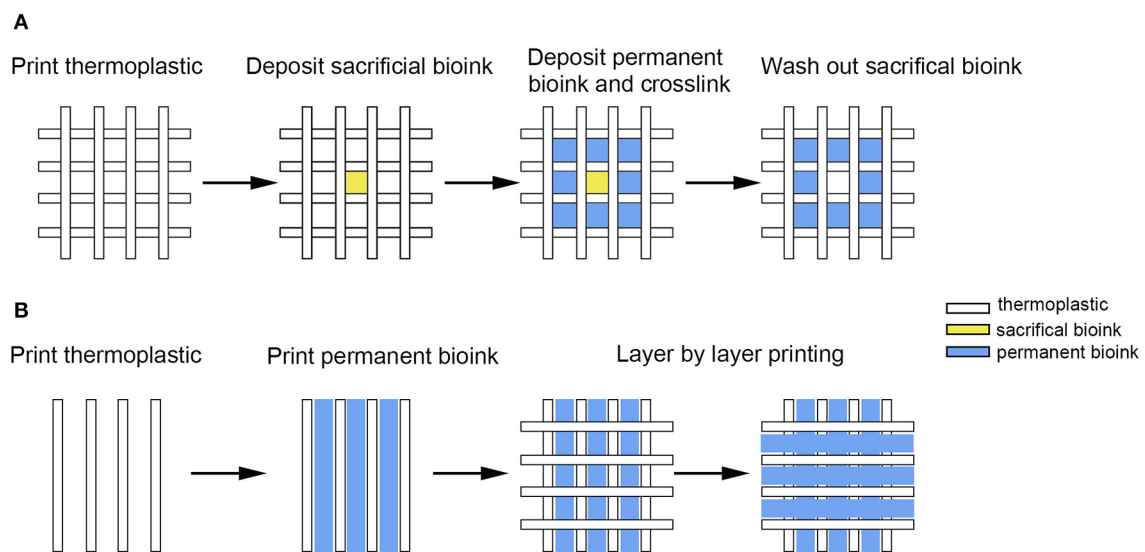 A
Print thermoplastic
Deposit sacrificial bioink
Deposit permanent
bioink and crosslink
Wash out sacrifical bioink
B
Print thermoplastic
Print permanent bioink
Layer by layer printing
thermoplastic
sacrifical bioink
permanent bioink